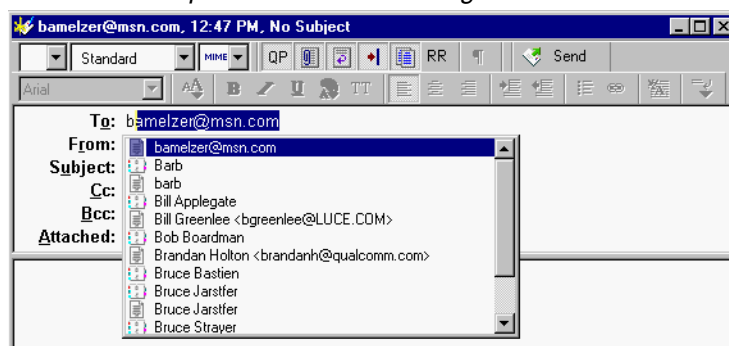 bamelzer@msn.com, 12:47 PM, No Subject
Standard MIME QP RR ¶ Send
Arial AA B I U TT
To: bamelzer@msn.com
From: bamelzer@msn.com
Subject: Barb
Cc: barb
Bill Applegate
Bcc: Bill Greenlee <bgreenlee@LUCE.COM>
Attached: Bob Boardman
Brandan Holton <brandanh@qualcomm.com>
Bruce Bastien
Bruce Jarstfer
Bruce Jarstfer
Bruce Strayer